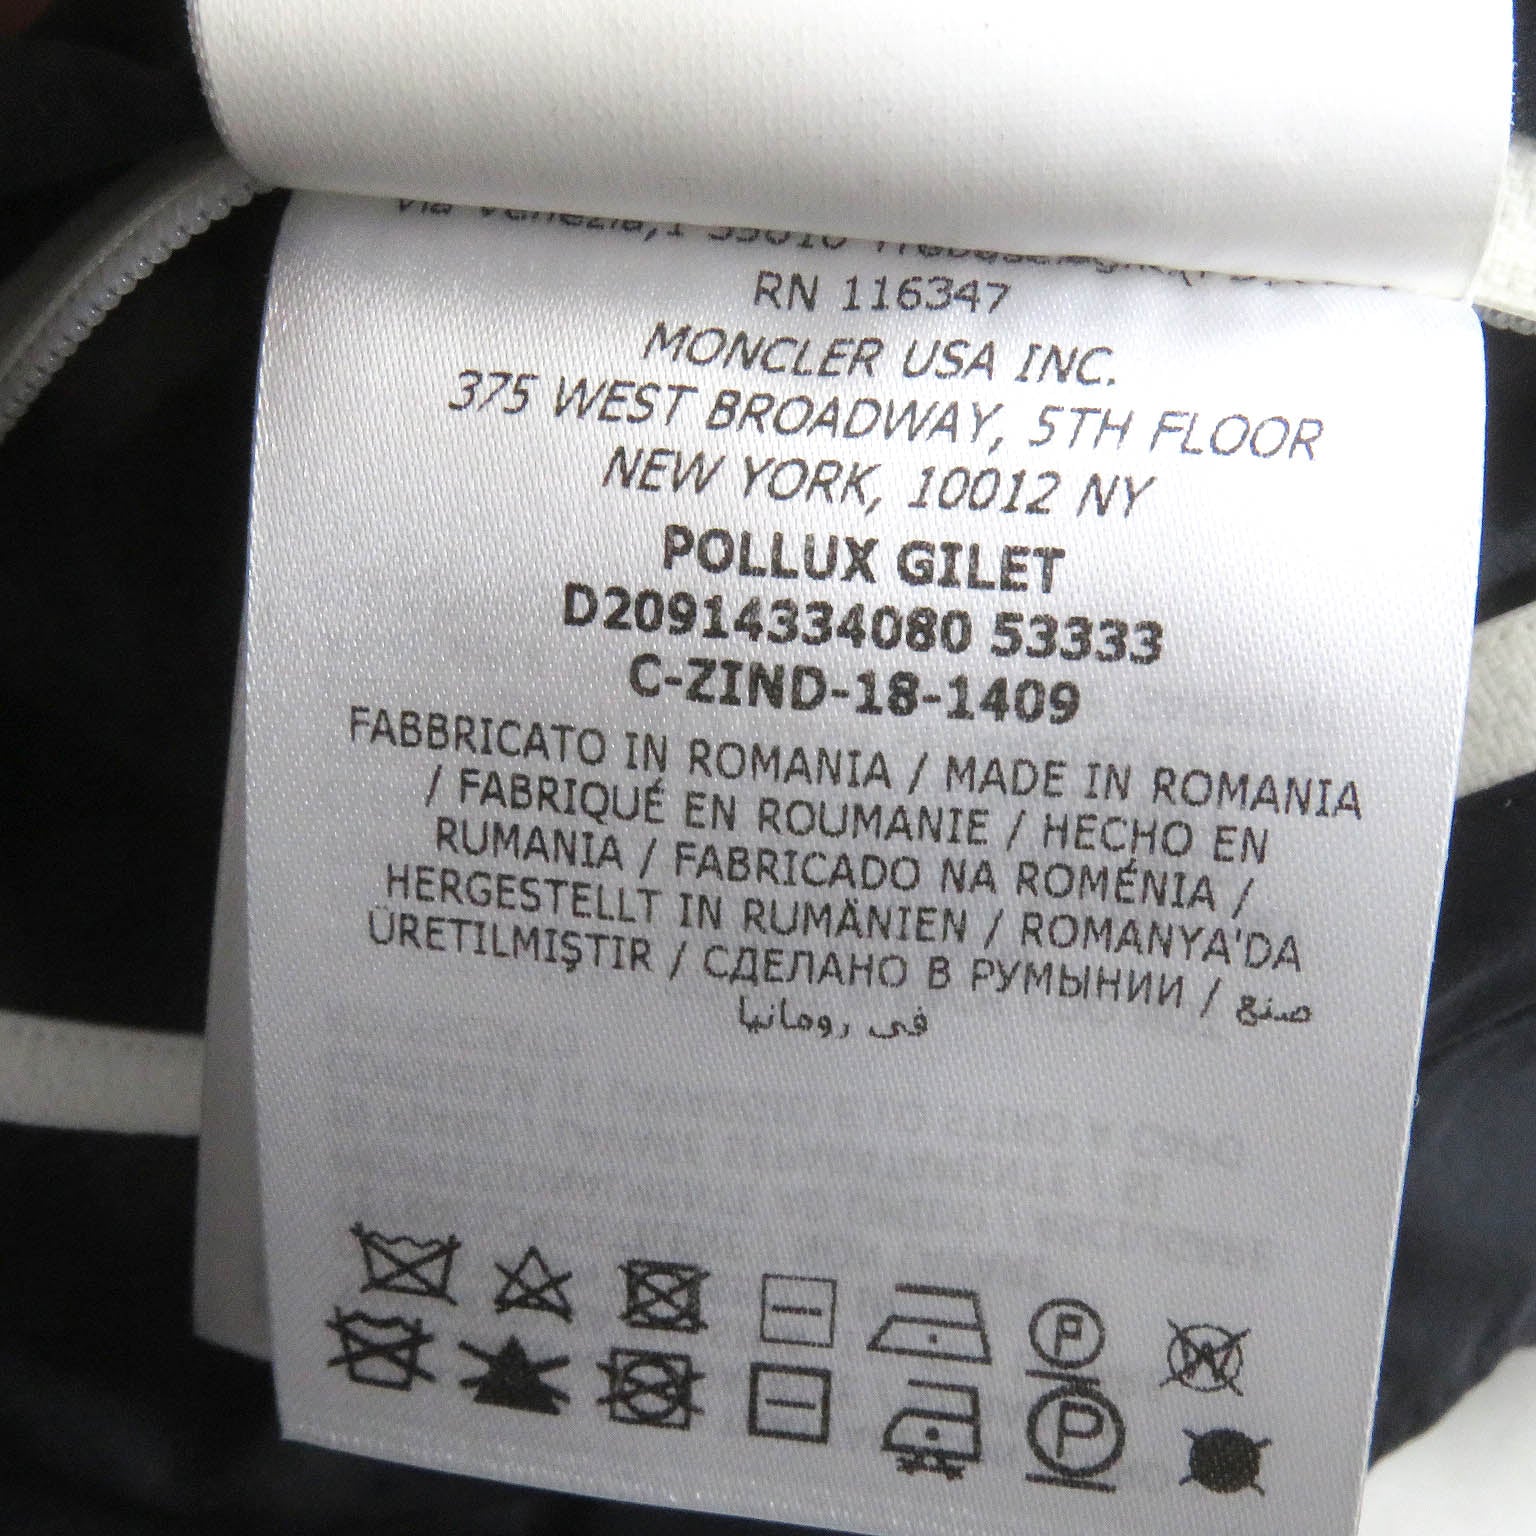 RN 116347
MONCLER USA INC.
375 WEST BROADWAY, 5TH FLOOR
NEW YORK, 10012 NY
POLLUX GILET
D20914334080 53333
C-ZIND-18-1409
FABBRICATO IN ROMANIA / MADE IN ROMANIA
/ FABRIQUÉ EN ROUMANIE / HECHO EN
RUMANIA / FABRICADO NA ROMÉNIA /
HERGESTELLT IN RUMÄNIEN / ROMANYA'DA
ÜRETILMIŞTIR / СДЕЛАНО В РУМЫНИИ / صنع
في رومانيا
P W
P